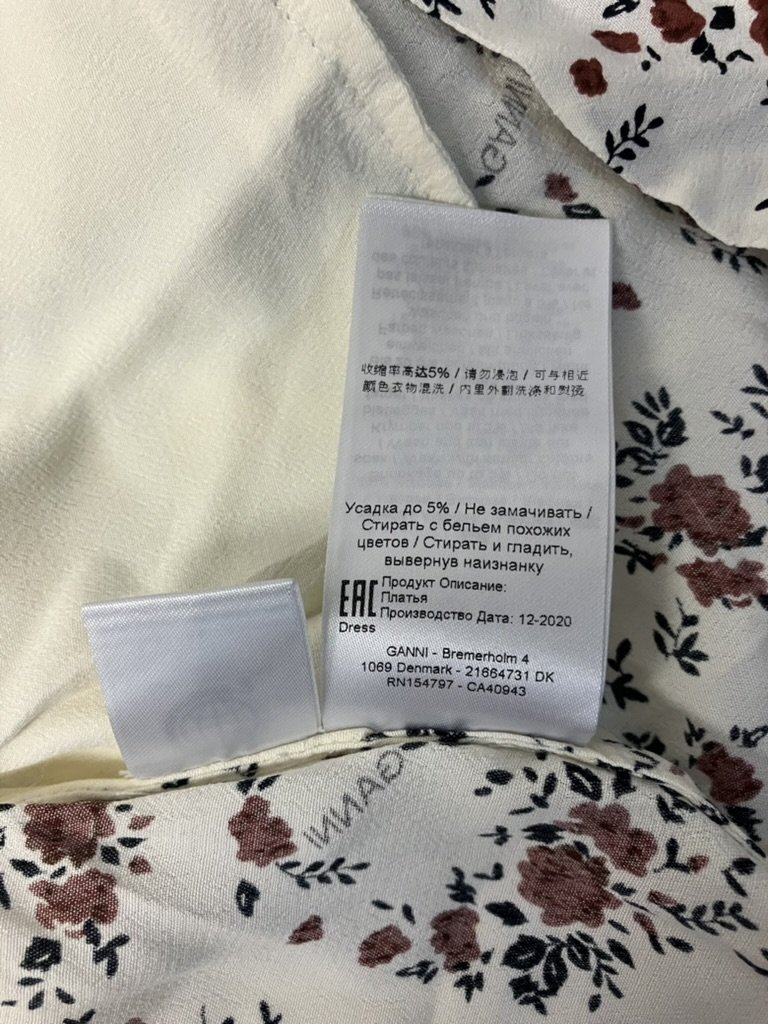 GANNI
收缩率高达5% / 请勿浸泡 / 可与相近
颜色衣物混洗 / 内里外翻洗涤和熨烫
Усадка до 5% / Не замачивать /
Стирать с бельем похожих
цветов / Стирать и гладить,
вывернув наизнанку
EAC Продукт Описание:
Платья
Производство Дата: 12-2020
Dress
GANNI - Bremerholm 4
1069 Denmark - 21664731 DK
RN154797 - CA40943
GANNI